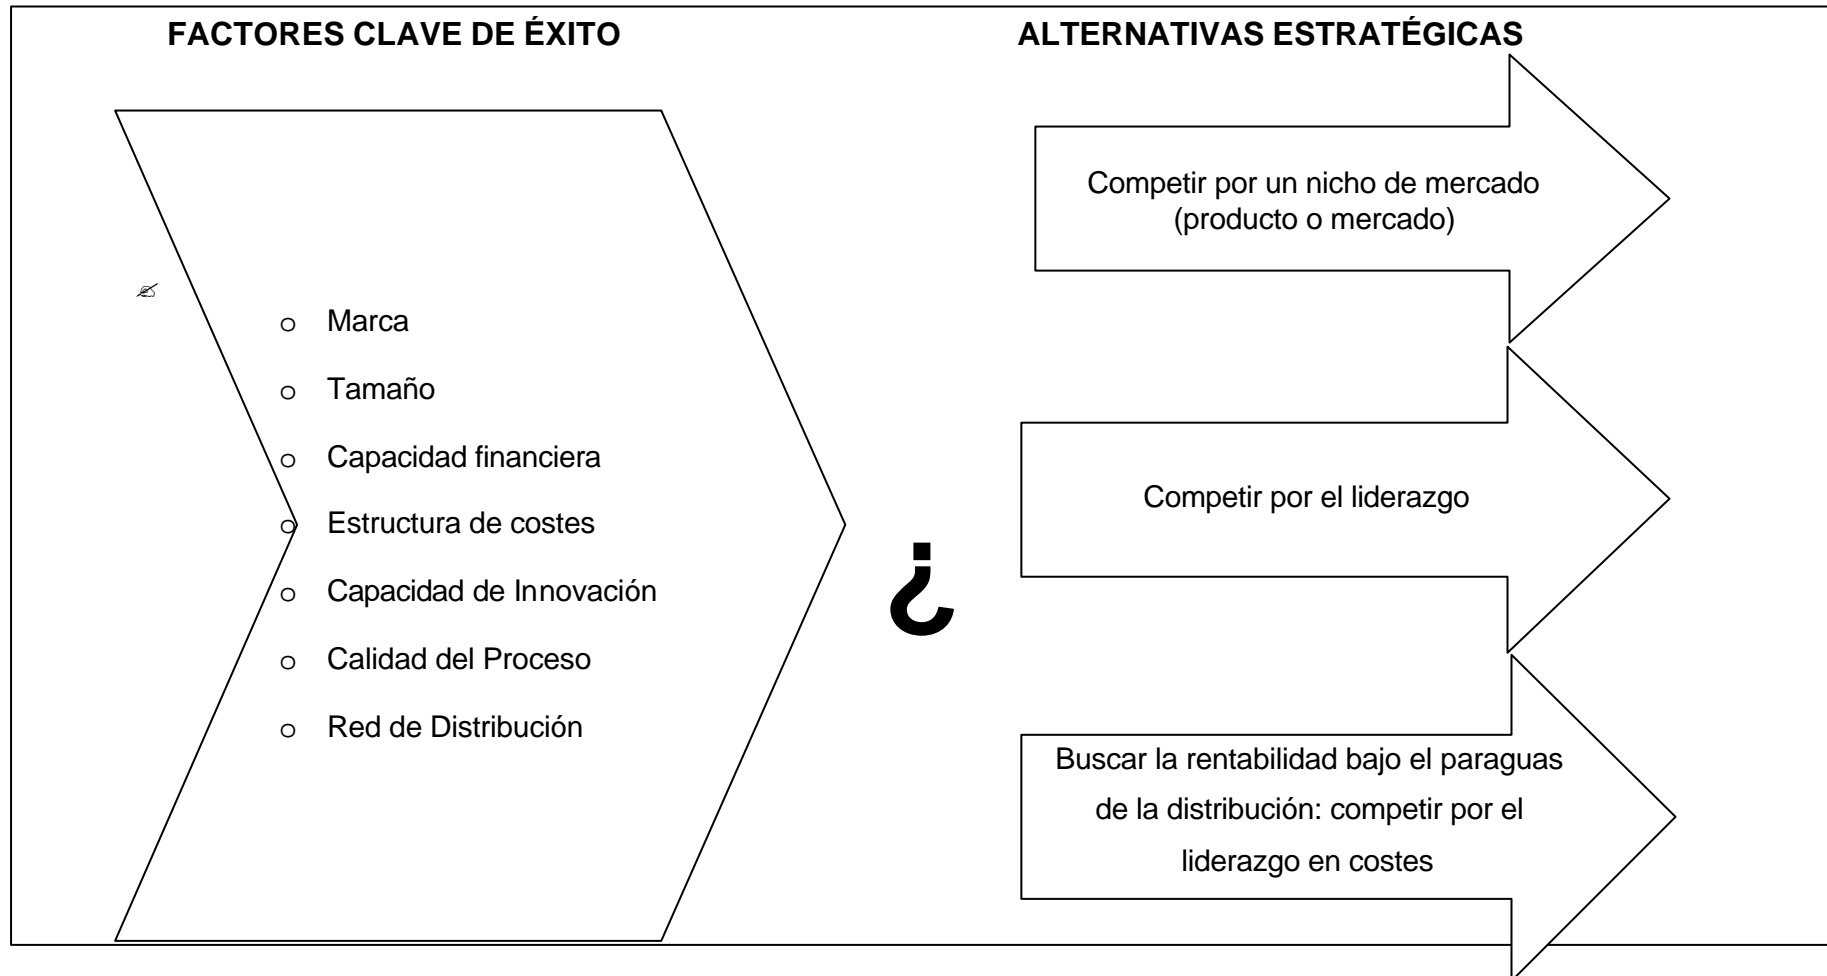 FACTORES CLAVE DE ÉXITO
ALTERNATIVAS ESTRATÉGICAS
o Marca
o Tamaño
o Capacidad financiera
o Estructura de costes
o Capacidad de Innovación
o Calidad del Proceso
o Red de Distribución
¿
Competir por un nicho de mercado
(producto o mercado)
Competir por el liderazgo
Buscar la rentabilidad bajo el paraguas
de la distribución: competir por el
liderazgo en costes